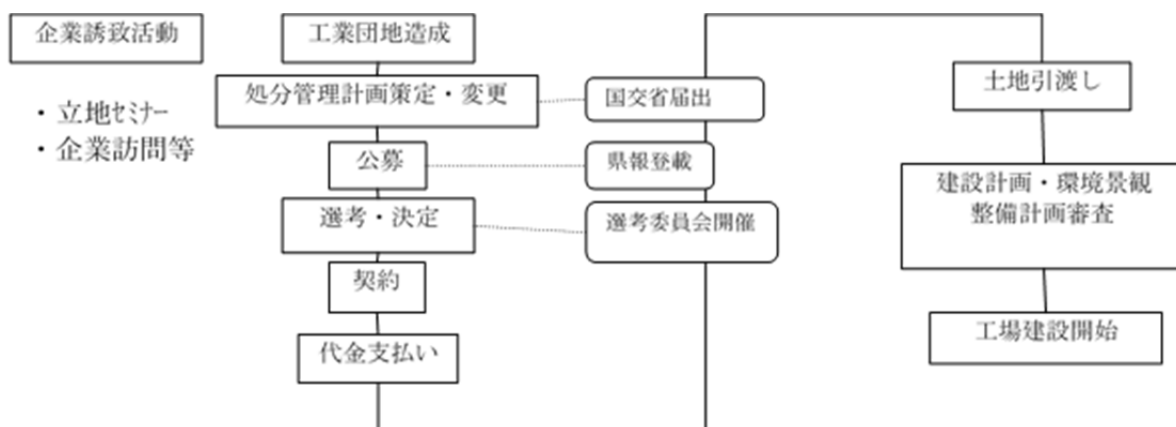 企業誘致活動
・立地ｾﾐﾅｰ
・企業訪問等
工業団地造成
処分管理計画策定・変更
国交省届出
公募
県報登載
選考・決定
選考委員会開催
契約
代金支払い
土地引渡し
建設計画・環境景観
整備計画審査
工場建設開始